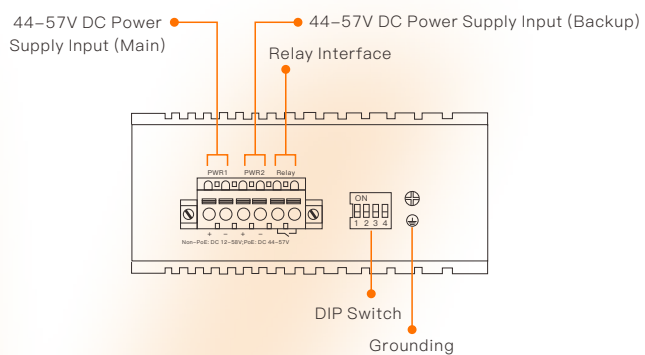 44–57V DC Power
Supply Input (Main)
44–57V DC Power Supply Input (Backup)
Relay Interface
PWR1 PWR2 Relay
ON
1 2 3 4
+ – + –
Non-PoE: DC 12-58V;PoE: DC 44-57V
DIP Switch
Grounding